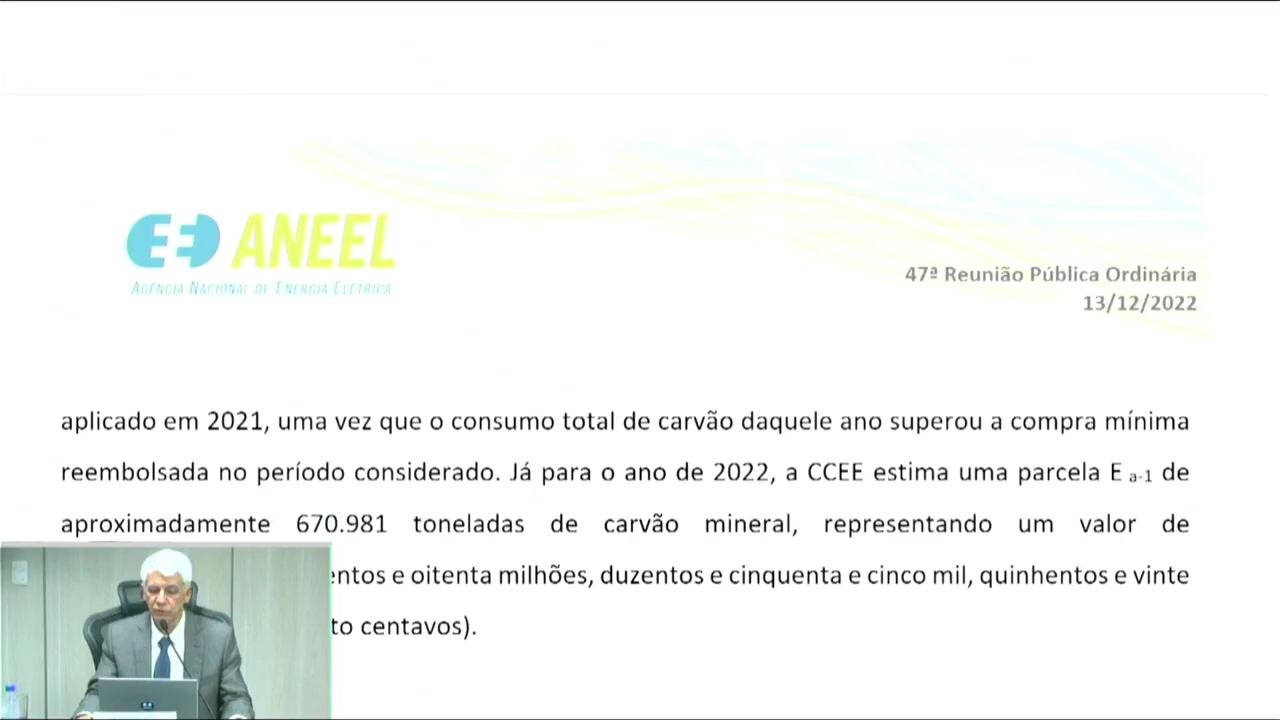 ANEEL
AGÊNCIA NACIONAL DE ENERGIA ELÉTRICA
47ª Reunião Pública Ordinária
13/12/2022
aplicado em 2021, uma vez que o consumo total de carvão daquele ano superou a compra mínima
reembolsada no período considerado. Já para o ano de 2022, a CCEE estima uma parcela E a-1 de
aproximadamente 670.981 toneladas de carvão mineral, representando um valor de
entos e oitenta milhões, duzentos e cinquenta e cinco mil, quinhentos e vinte
to centavos).